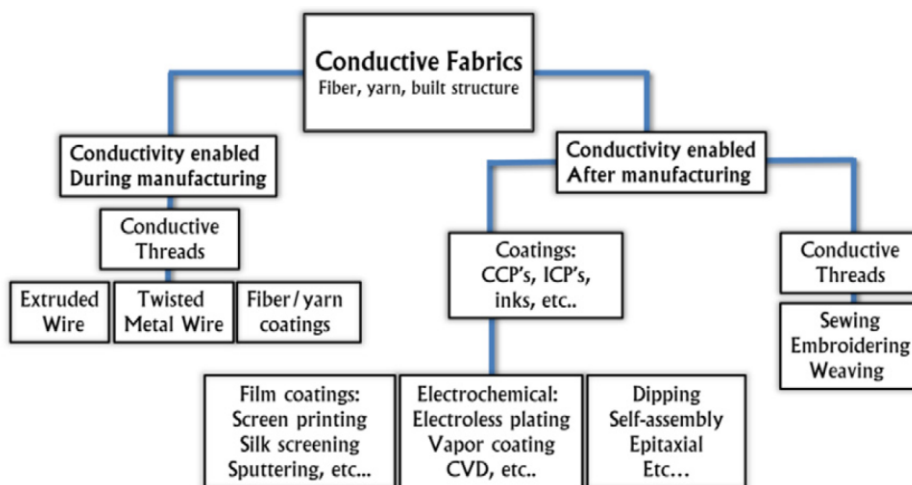 Conductive Fabrics
Fiber, yarn, built structure
Conductivity enabled
During manufacturing
Conductivity enabled
After manufacturing
Conductive
Threads
Coatings:
CCP's, ICP's,
inks, etc..
Conductive
Threads
Extruded
Wire
Twisted
Metal Wire
Fiber/yarn
coatings
Sewing
Embroidering
Weaving
Film coatings:
Screen printing
Silk screening
Sputtering, etc...
Electrochemical:
Electroless plating
Vapor coating
CVD, etc..
Dipping
Self-assembly
Epitaxial
Etc...